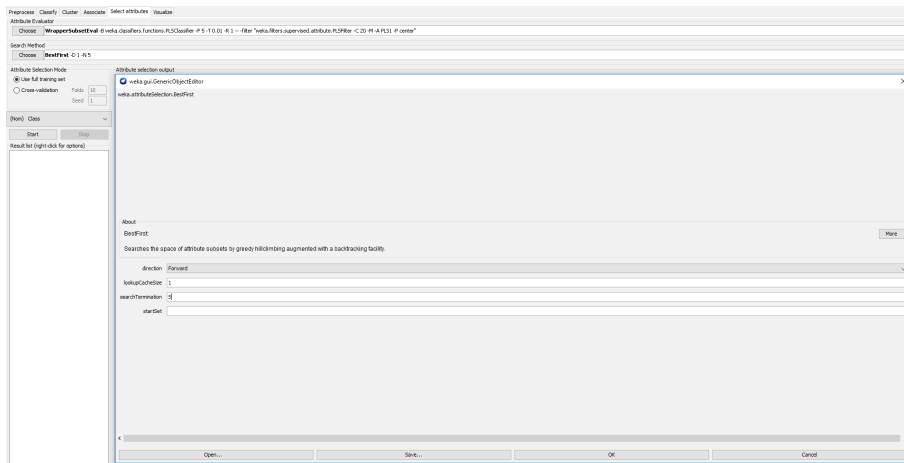 Preprocess Classify Cluster Associate Select attributes Visualize
Attribute Evaluator
Choose WrapperSubsetEval -B weka.classifiers.functions.PLSClassifier -F 5 -T 0.01 -R 1 -- -filter "weka.filters.supervised.attribute.PLSFilter -C 20 -M -A PLS1 -P center"
Search Method
Choose BestFirst -D 1 -N 5
Attribute Selection Mode
Attribute selection output
Use full training set
Cross-validation Folds 10
Seed 1
(Nom) Class
Start Stop
Result list (right-click for options)
weka.gui.GenericObjectEditor
weka.attributeSelection.BestFirst
About
BestFirst:
More
Searches the space of attribute subsets by greedy hillclimbing augmented with a backtracking facility.
direction Forward
lookupCacheSize 1
searchTermination 5
startSet
Open... Save... OK Cancel